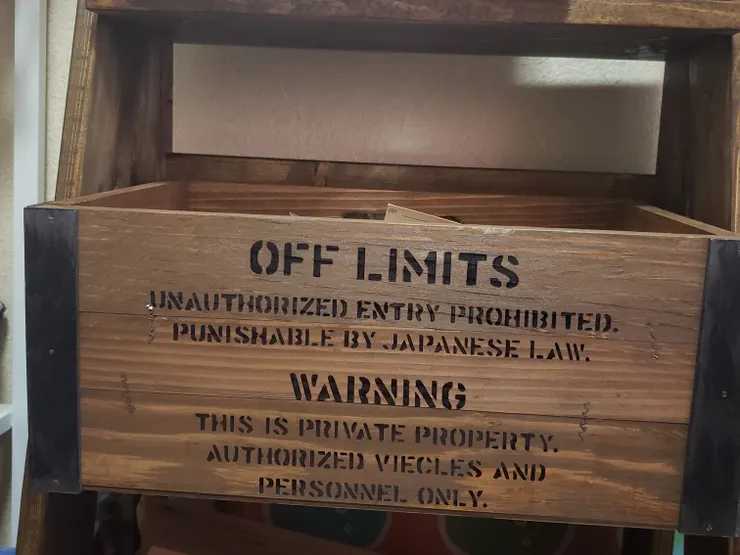 OFF LIMITS
UNAUTHORIZED ENTRY PROHIBITED.
PUNISHABLE BY JAPANESE LAW.
WARNING
THIS IS PRIVATE PROPERTY.
AUTHORIZED VIECLES AND
PERSONNEL ONLY.